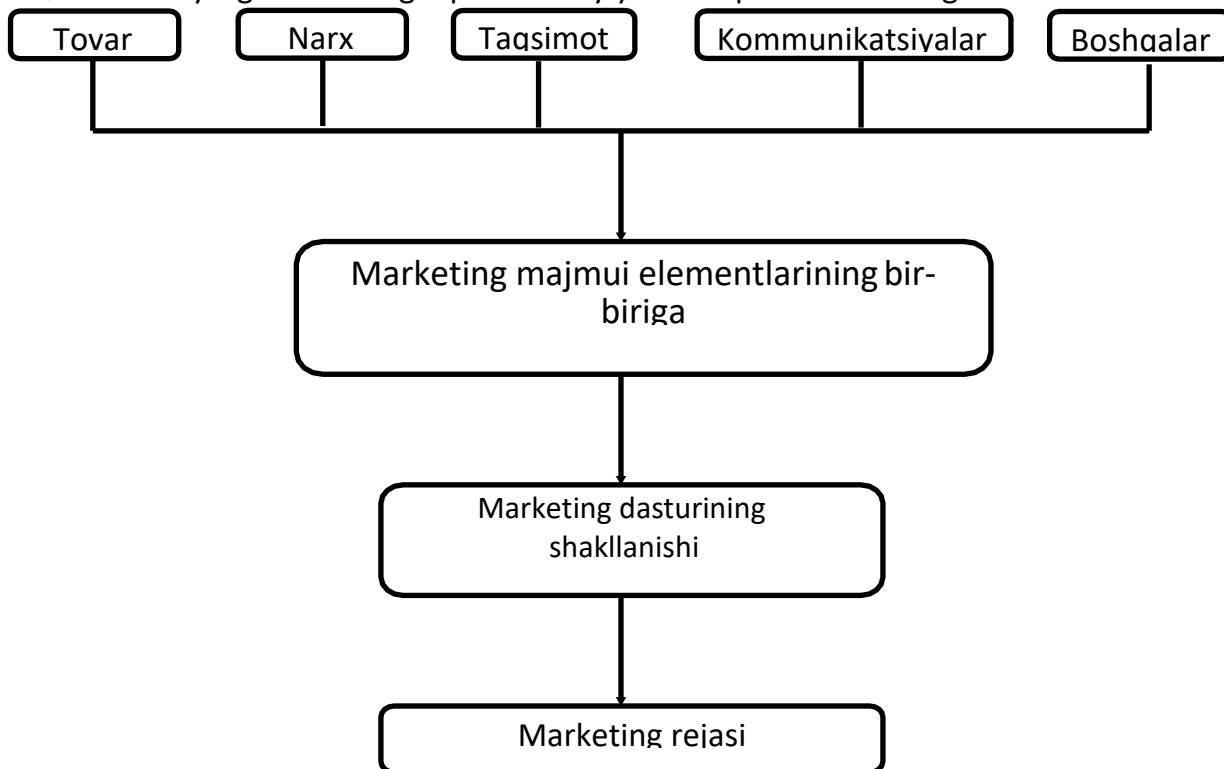 Tovar
Narx
Taqsimot
Kommunikatsiyalar
Boshqalar
Marketing majmui elementlarining bir-
biriga
Marketing dasturining
shakllanishi
Marketing rejasi